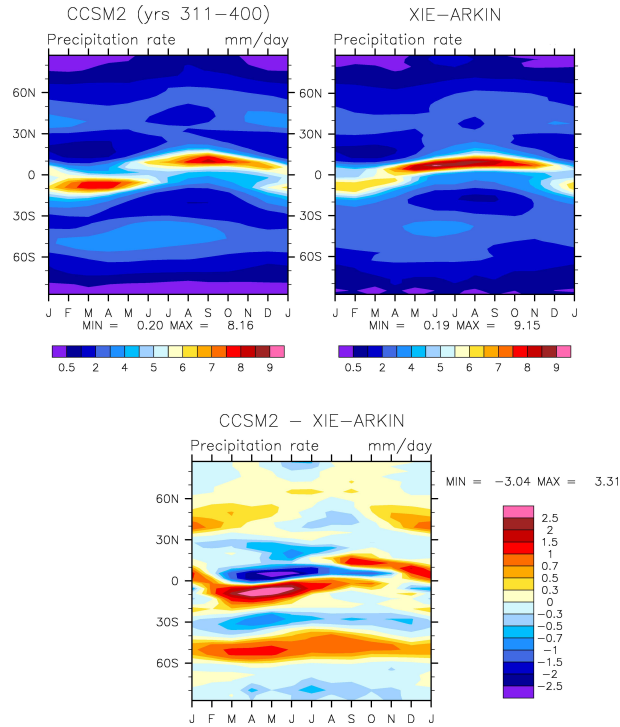 CCSM2 (yrs 311-400)
Precipitation rate mm/day
60N
30N
0
30S
60S
J F M A M J J A S O N D J
MIN = 0.20 MAX = 8.16
0.5 2 4 5 6 7 8 9
XIE-ARKIN
Precipitation rate
60N
30N
0
30S
60S
J F M A M J J A S O N D J
MIN = 0.19 MAX = 9.15
0.5 2 4 5 6 7 8 9
CCSM2 - XIE-ARKIN
Precipitation rate mm/day
60N
30N
0
30S
60S
J F M A M J J A S O N D J
MIN = -3.04 MAX = 3.31
2.5
2
1.5
1
0.7
0.5
0.3
0
-0.3
-0.5
-0.7
-1
-1.5
-2
-2.5